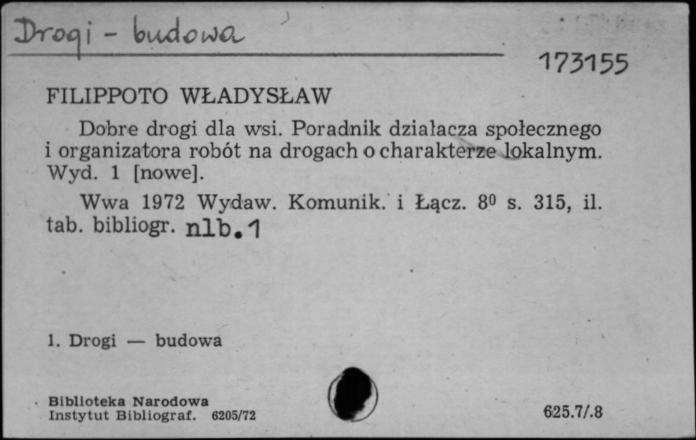 Drogi - budowa
173155
FILIPPOTO WŁADYSŁAW
Dobre drogi dla wsi. Poradnik działacza społecznego
i organizatora robót na drogach o charakterze lokalnym.
Wyd. 1 [nowe].
Wwa 1972 Wydaw. Komunik. i Łącz. 8⁰ s. 315, il.
tab. bibliogr. nlb. 1
1. Drogi — budowa
Biblioteka Narodowa
Instytut Bibliograf. 6205/72
625.7/.8